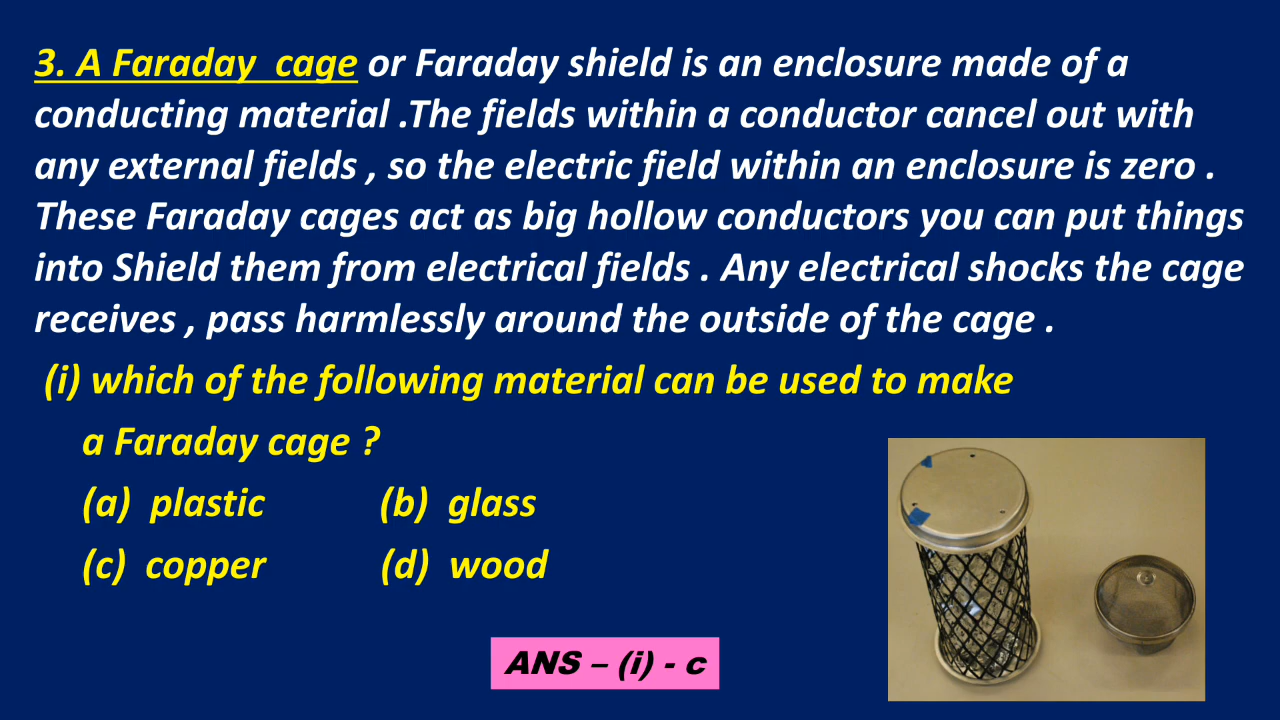 3. A Faraday cage or Faraday shield is an enclosure made of a
conducting material .The fields within a conductor cancel out with
any external fields , so the electric field within an enclosure is zero .
These Faraday cages act as big hollow conductors you can put things
into Shield them from electrical fields . Any electrical shocks the cage
receives , pass harmlessly around the outside of the cage .
(i) which of the following material can be used to make
a Faraday cage ?
(a) plastic (b) glass
(c) copper (d) wood
ANS – (i) - c